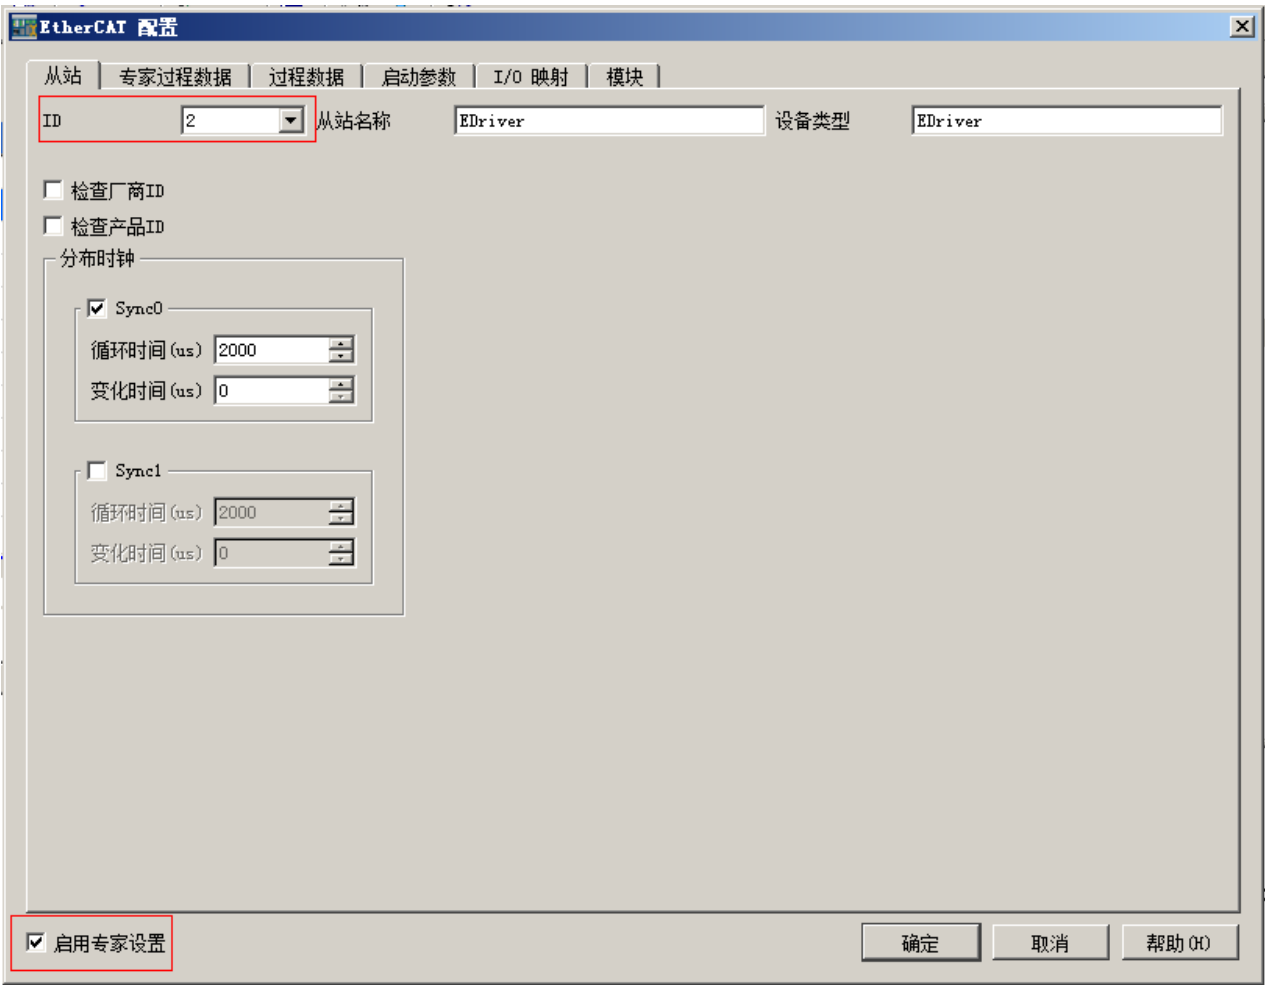 EtherCAT 配置
从站 专家过程数据 过程数据 启动参数 I/O 映射 模块
ID 2 从站名称 EDriver 设备类型 EDriver
检查厂商ID
检查产品ID
分布时钟
Sync0
循环时间(us) 2000
变化时间(us) 0
Sync1
循环时间(us) 2000
变化时间(us) 0
启用专家设置 确定 取消 帮助(H)